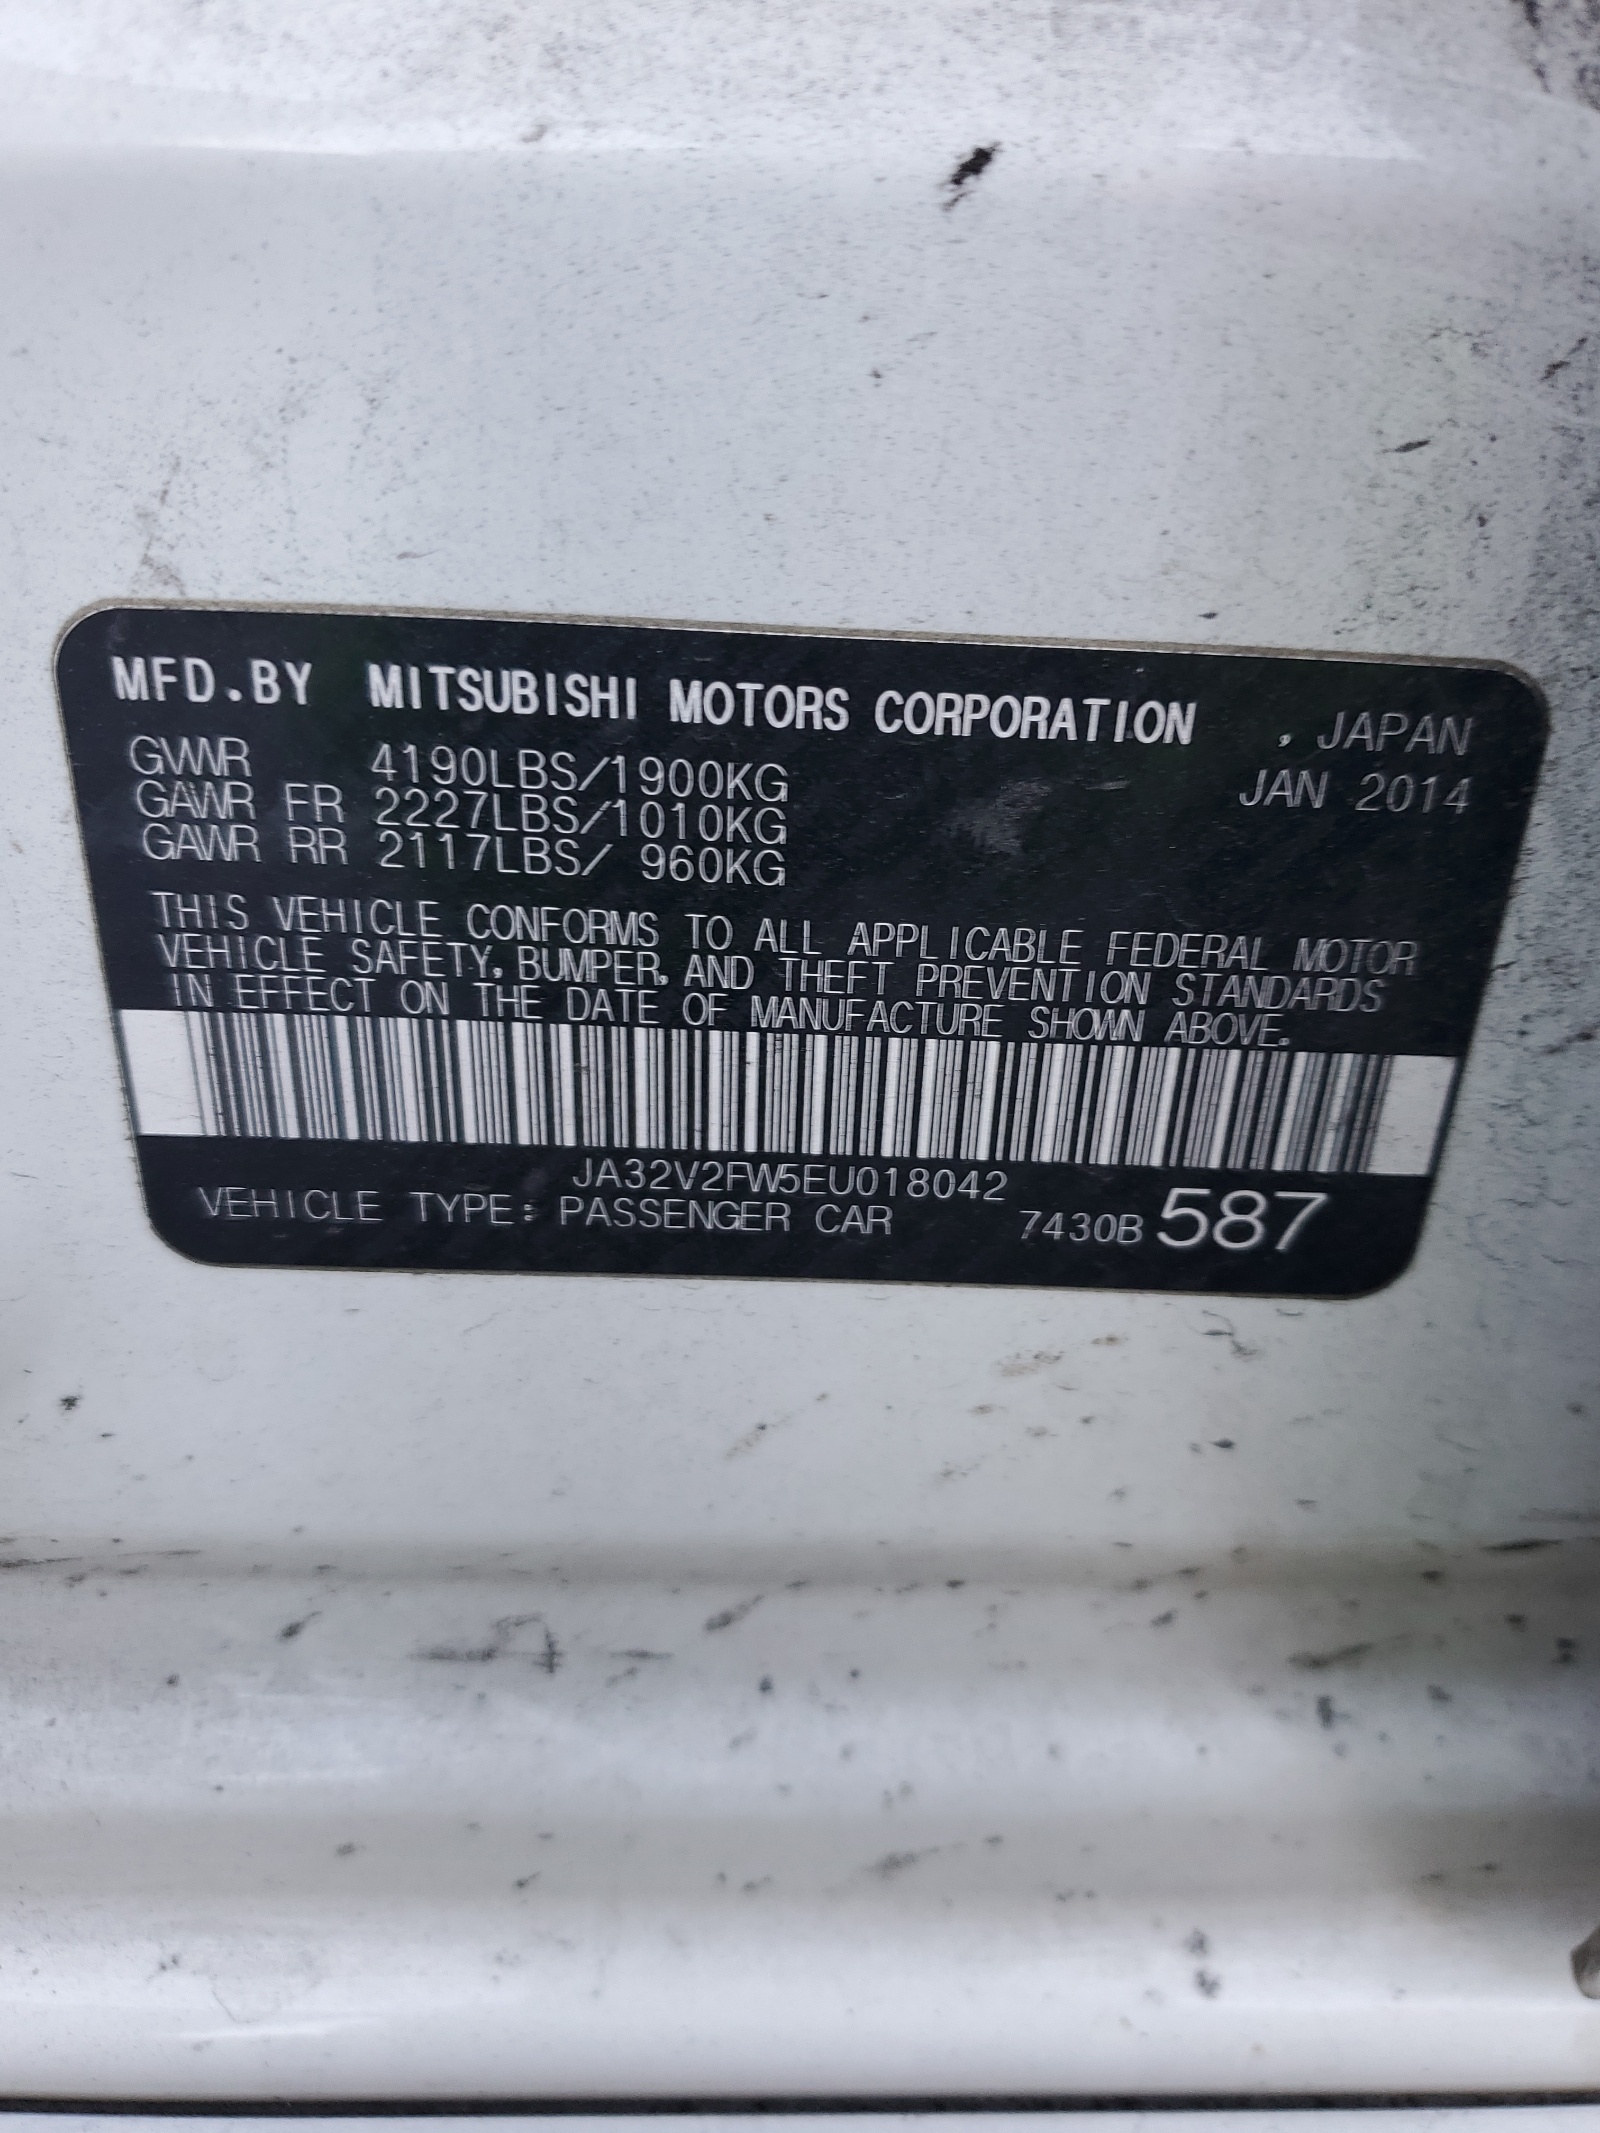 MFD.BY MITSUBISHI MOTORS CORPORATION , JAPAN
GVWR 4190LBS/1900KG JAN 2014
GAWR FR 2227LBS/1010KG
GAWR RR 2117LBS/ 960KG
THIS VEHICLE CONFORMS TO ALL APPLICABLE FEDERAL MOTOR
VEHICLE SAFETY, BUMPER, AND THEFT PREVENTION STANDARDS
IN EFFECT ON THE DATE OF MANUFACTURE SHOWN ABOVE.
JA32V2FW5EU018042
VEHICLE TYPE: PASSENGER CAR 7430B 587